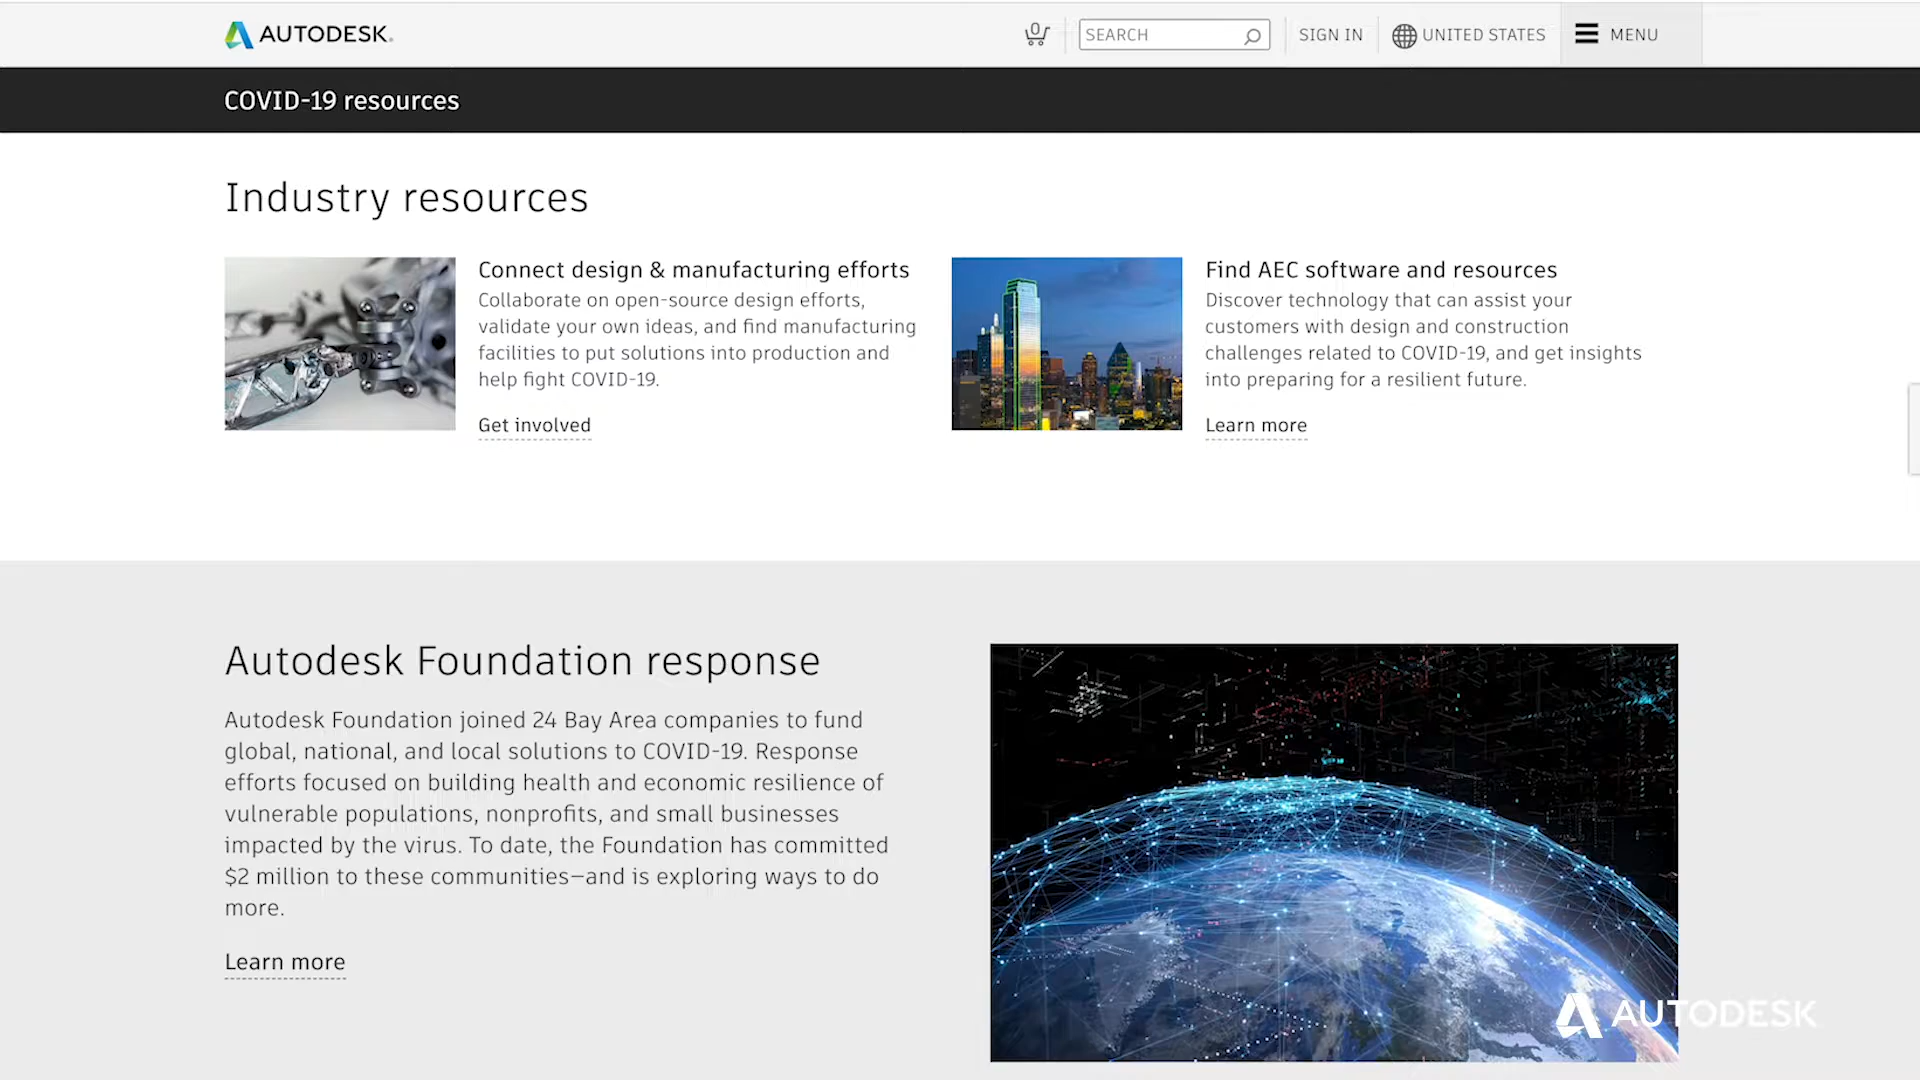 AUTODESK.
0
SEARCH
SIGN IN
UNITED STATES
MENU
COVID-19 resources
Industry resources
Connect design & manufacturing efforts
Collaborate on open-source design efforts,
validate your own ideas, and find manufacturing
facilities to put solutions into production and
help fight COVID-19.
Get involved
Find AEC software and resources
Discover technology that can assist your
customers with design and construction
challenges related to COVID-19, and get insights
into preparing for a resilient future.
Learn more
Autodesk Foundation response
Autodesk Foundation joined 24 Bay Area companies to fund
global, national, and local solutions to COVID-19. Response
efforts focused on building health and economic resilience of
vulnerable populations, nonprofits, and small businesses
impacted by the virus. To date, the Foundation has committed
$2 million to these communities—and is exploring ways to do
more.
Learn more
AUTODESK